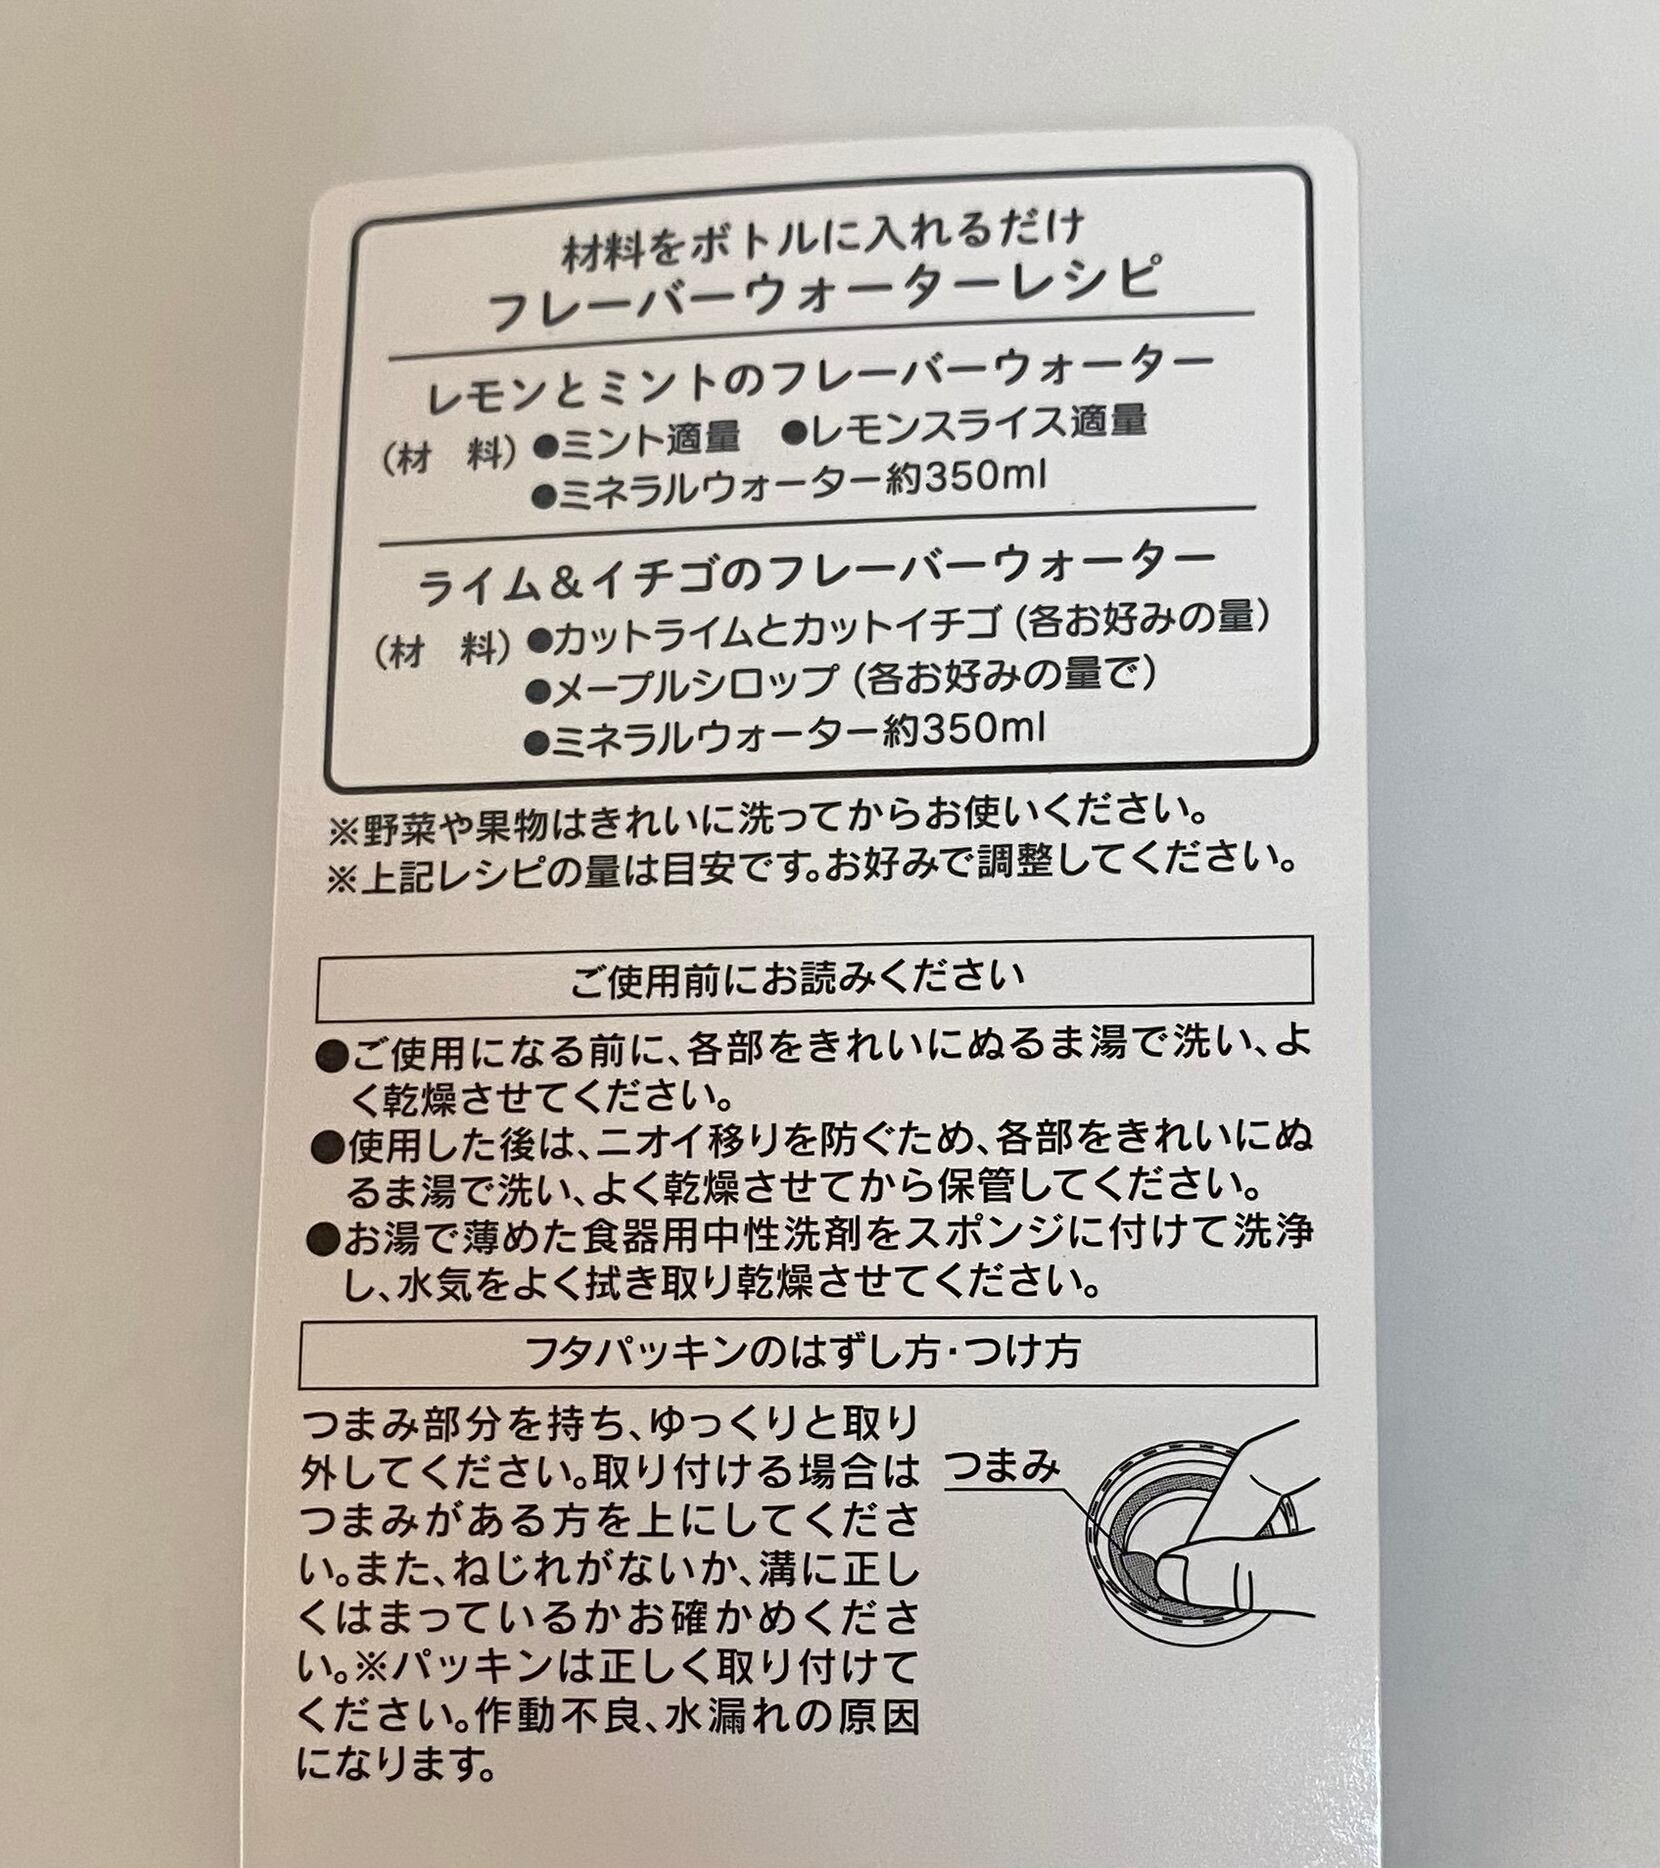 材料をボトルに入れるだけ
フレーバーウォーターレシピ
レモンとミントのフレーバーウォーター
(材　料) ●ミント適量　●レモンスライス適量
●ミネラルウォーター約350ml
ライム&イチゴのフレーバーウォーター
(材　料) ●カットライムとカットイチゴ (各お好みの量)
●メープルシロップ (各お好みの量で)
●ミネラルウォーター約350ml
※野菜や果物はきれいに洗ってからお使いください。
※上記レシピの量は目安です。お好みで調整してください。
ご使用前にお読みください
●ご使用になる前に、各部をきれいにぬるま湯で洗い、よ
く乾燥させてください。
●使用した後は、ニオイ移りを防ぐため、各部をきれいにぬ
るま湯で洗い、よく乾燥させてから保管してください。
●お湯で薄めた食器用中性洗剤をスポンジに付けて洗浄
し、水気をよく拭き取り乾燥させてください。
フタパッキンのはずし方・つけ方
つまみ部分を持ち、ゆっくりと取り
外してください。取り付ける場合は
つまみがある方を上にしてくださ
い。また、ねじれがないか、溝に正し
くはまっているかお確かめくださ
い。※パッキンは正しく取り付けて
ください。作動不良、水漏れの原因
になります。
つまみ